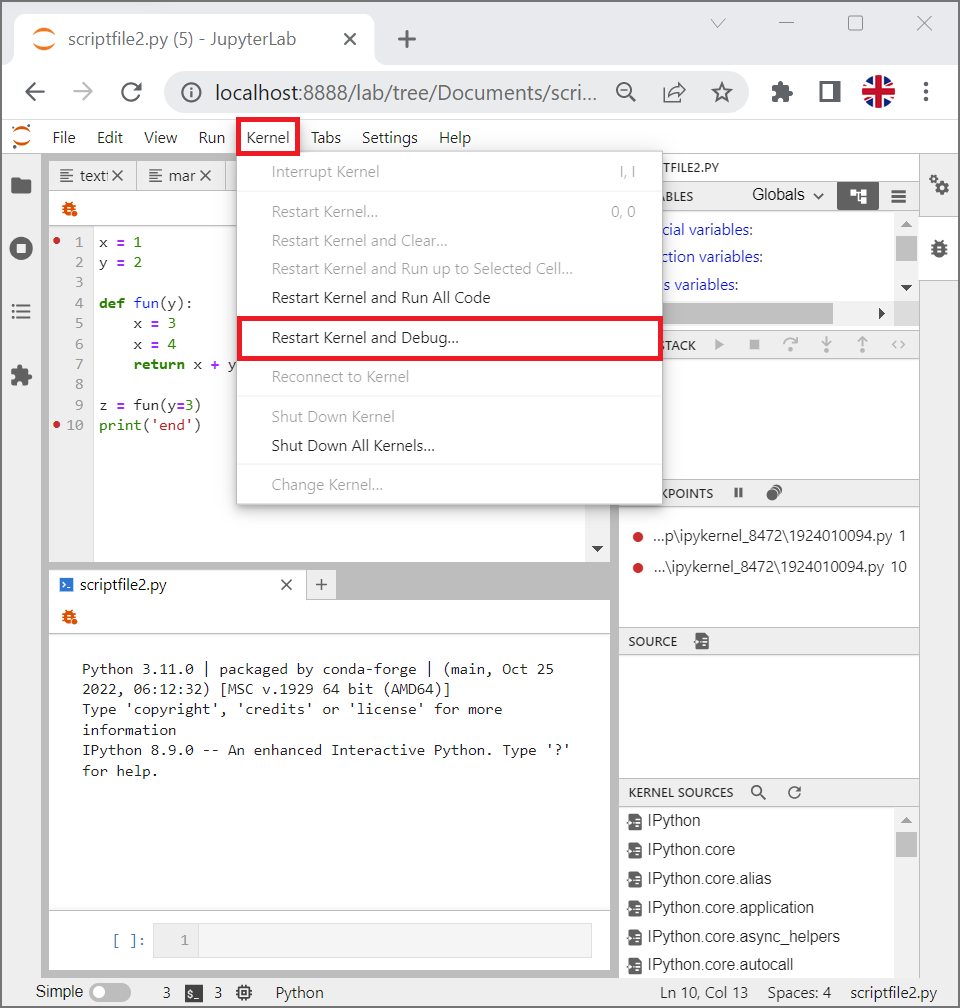 scriptfile2.py (5) - JupyterLab
localhost:8888/lab/tree/Documents/scri...
File Edit View Run Kernel Tabs Settings Help
mar
Interrupt Kernel I, I
Restart Kernel... 0, 0
Restart Kernel and Clear...
Restart Kernel and Run up to Selected Cell...
Restart Kernel and Run All Code
Restart Kernel and Debug...
Reconnect to Kernel
Shut Down Kernel
Shut Down All Kernels...
Change Kernel...
1 x = 1
2 y = 2
3
4 def fun(y):
5 x = 3
6 x = 4
7 return x + y
8
9 z = fun(y=3)
10 print('end')
TFILE2.PY
ABLES Globals
cial variables:
ction variables:
s variables:
STACK
KPOINTS
...p\ipykernel_8472\1924010094.py 1
...\ipykernel_8472\1924010094.py 10
SOURCE
KERNEL SOURCES
IPython
IPython.core
IPython.core.alias
IPython.core.application
IPython.core.async_helpers
IPython.core.autocall
scriptfile2.py
Python 3.11.0 | packaged by conda-forge | (main, Oct 25
2022, 06:12:32) [MSC v.1929 64 bit (AMD64)]
Type 'copyright', 'credits' or 'license' for more
information
IPython 8.9.0 -- An enhanced Interactive Python. Type '?'
for help.
[ ]: 1
Simple 3 $_ 3 Python Ln 10, Col 13 Spaces: 4 scriptfile2.py